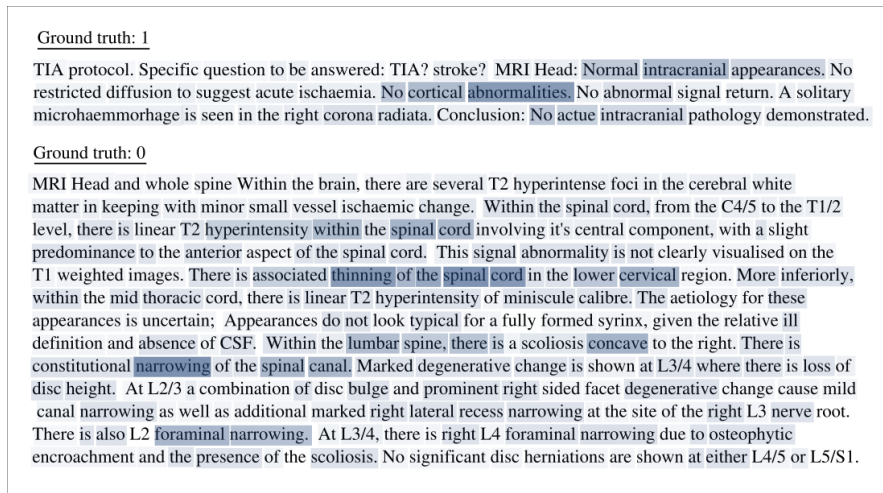 Ground truth: 1
TIA protocol. Specific question to be answered: TIA? stroke?  MRI Head: Normal intracranial appearances. No
restricted diffusion to suggest acute ischaemia. No cortical abnormalities. No abnormal signal return. A solitary
microhaemmorhage is seen in the right corona radiata. Conclusion: No actue intracranial pathology demonstrated.
Ground truth: 0
MRI Head and whole spine Within the brain, there are several T2 hyperintense foci in the cerebral white
matter in keeping with minor small vessel ischaemic change.  Within the spinal cord, from the C4/5 to the T1/2
level, there is linear T2 hyperintensity within the spinal cord involving it's central component, with a slight
predominance to the anterior aspect of the spinal cord.  This signal abnormality is not clearly visualised on the
T1 weighted images. There is associated thinning of the spinal cord in the lower cervical region. More inferiorly,
within the mid thoracic cord, there is linear T2 hyperintensity of miniscule calibre. The aetiology for these
appearances is uncertain;  Appearances do not look typical for a fully formed syrinx, given the relative ill
definition and absence of CSF.  Within the lumbar spine, there is a scoliosis concave to the right. There is
constitutional narrowing of the spinal canal. Marked degenerative change is shown at L3/4 where there is loss of
disc height.  At L2/3 a combination of disc bulge and prominent right sided facet degenerative change cause mild
canal narrowing as well as additional marked right lateral recess narrowing at the site of the right L3 nerve root.
There is also L2 foraminal narrowing.  At L3/4, there is right L4 foraminal narrowing due to osteophytic
encroachment and the presence of the scoliosis. No significant disc herniations are shown at either L4/5 or L5/S1.